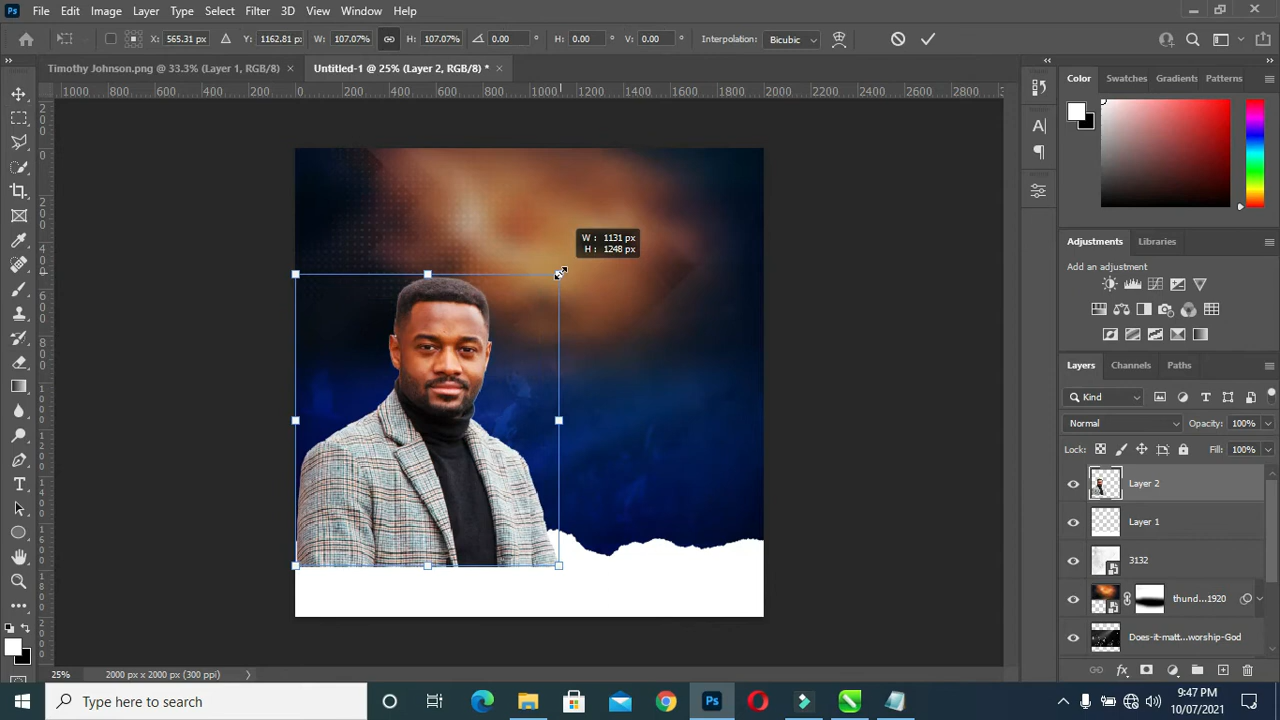 Ps File Edit Image Layer Type Select Filter 3D View Window Help
X: 565.31 px Y: 1162.81 px W: 107.07% H: 107.07% 0.00 ° H: 0.00 ° V: 0.00 ° Interpolation: Bicubic
Timothy Johnson.png @ 33.3% (Layer 1, RGB/8) × Untitled-1 @ 25% (Layer 2, RGB/8) * ×
1000 800 600 400 200 0 200 400 600 800 1000 1200 1400 1600 1800 2000 2200 2400 2600 2800
Color Swatches Gradients Patterns
W : 1131 px
H : 1248 px
Adjustments Libraries
Add an adjustment
Layers Channels Paths
Kind
Normal Opacity: 100%
Lock: Fill: 100%
Layer 2
Layer 1
3132
thund...1920
Does-it-matt...worship-God
25% 2000 px x 2000 px (300 ppi)
Type here to search
Ps
9:47 PM
10/07/2021